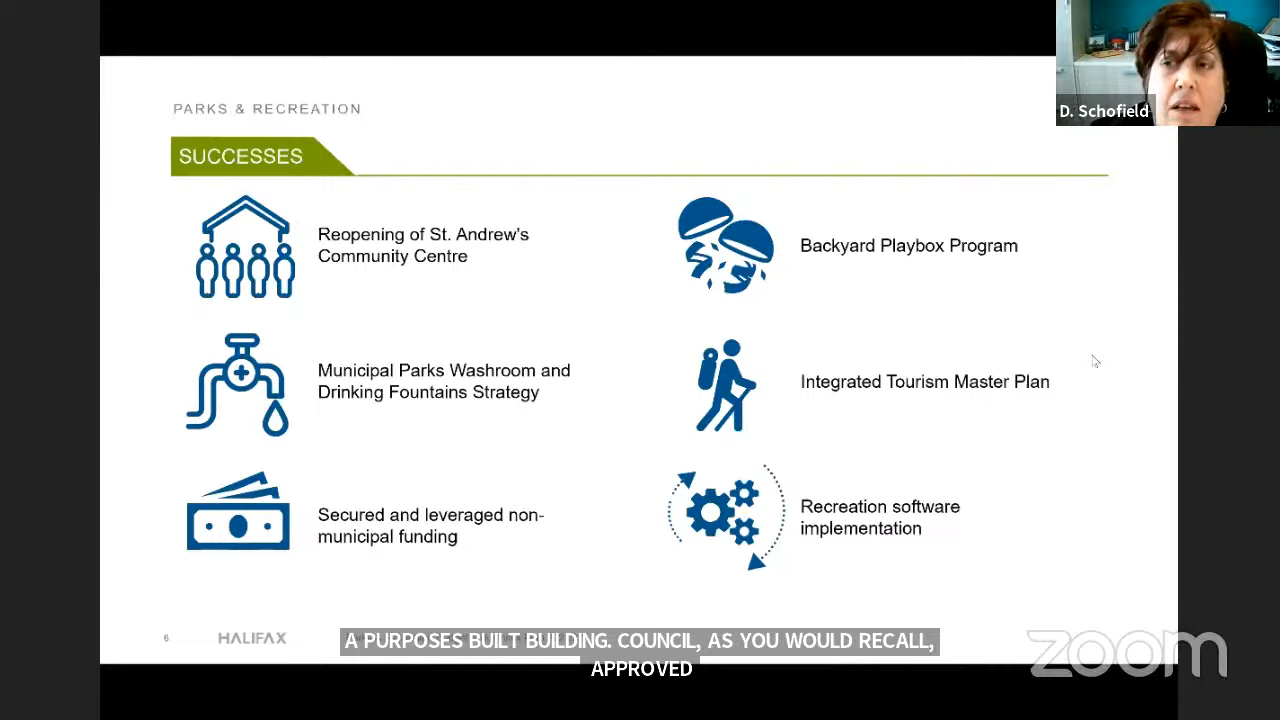 PARKS & RECREATION
SUCCESSES
Reopening of St. Andrew's
Community Centre
Backyard Playbox Program
Municipal Parks Washroom and
Drinking Fountains Strategy
Integrated Tourism Master Plan
Secured and leveraged non-
municipal funding
Recreation software
implementation
D. Schofield
6
HALIFAX
A PURPOSES BUILT BUILDING. COUNCIL, AS YOU WOULD RECALL,
APPROVED
zoom